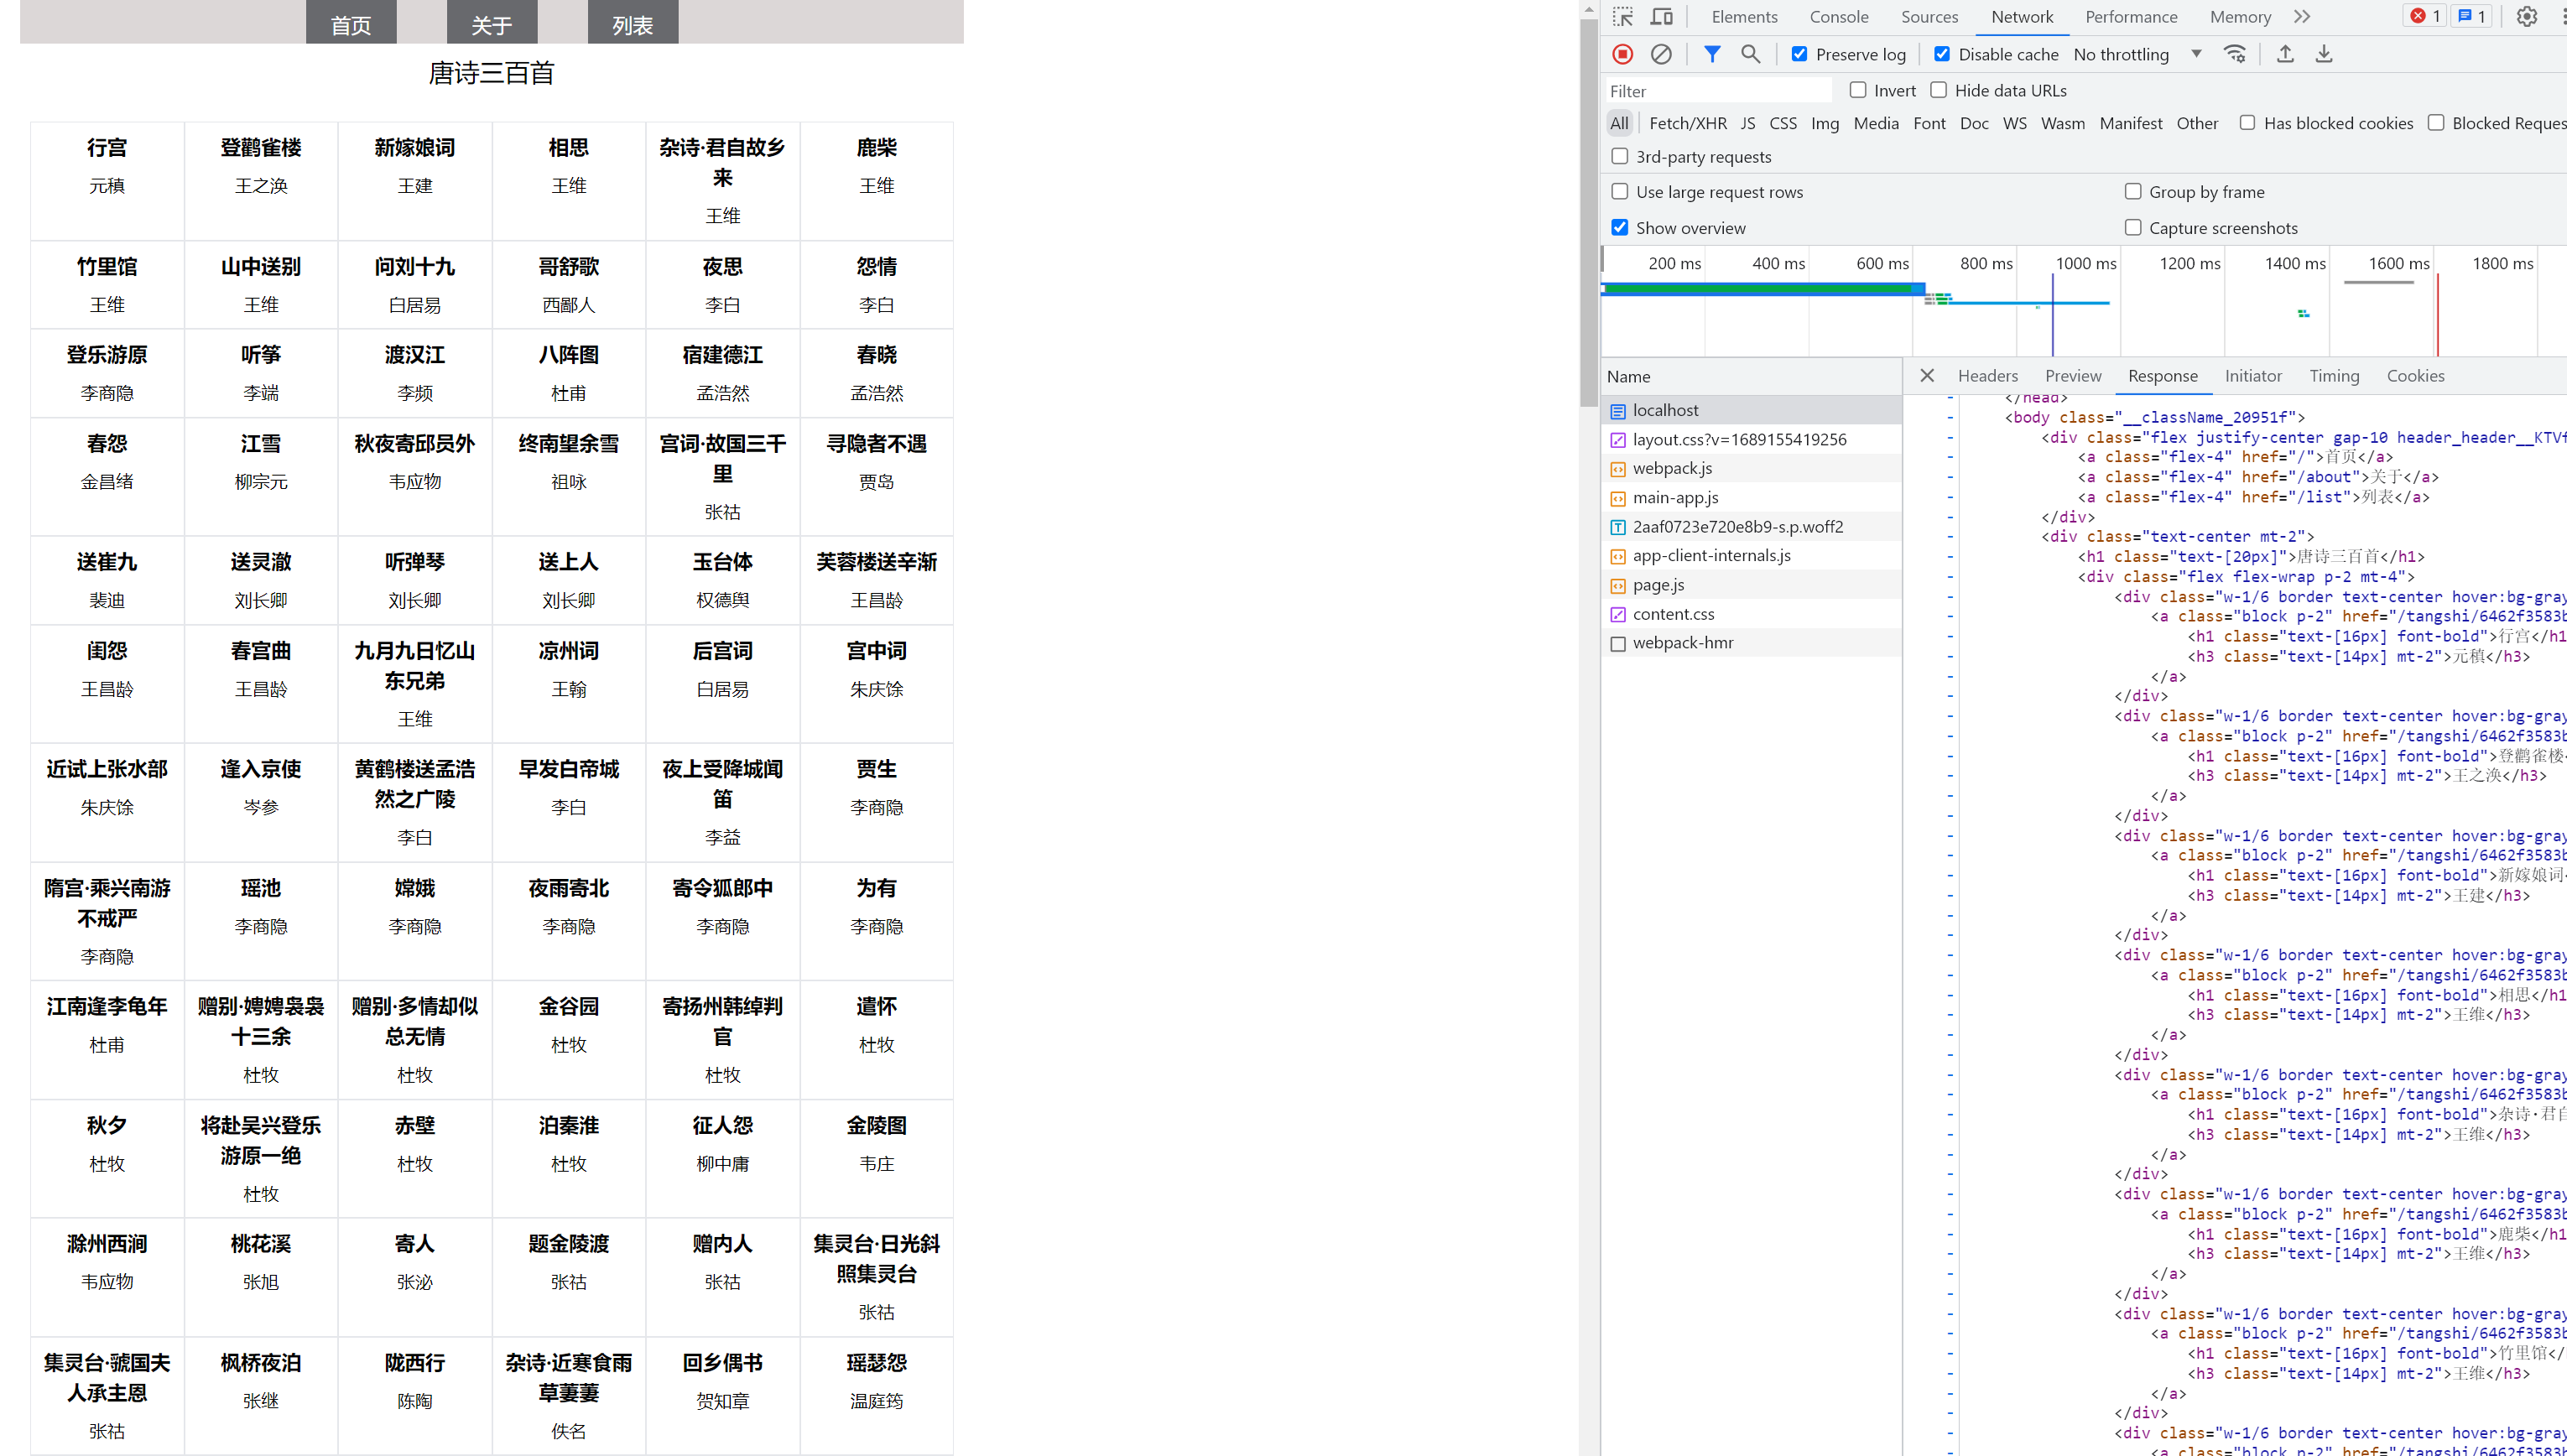 首页 关于 列表
唐诗三百首
行宫 登鹳雀楼 新嫁娘词 相思 杂诗·君自故乡来 鹿柴
元稹 王之涣 王建 王维 王维 王维
竹里馆 山中送别 问刘十九 哥舒歌 夜思 怨情
王维 王维 白居易 西鄙人 李白 李白
登乐游原 听筝 渡汉江 八阵图 宿建德江 春晓
李商隐 李端 李频 杜甫 孟浩然 孟浩然
春怨 江雪 秋夜寄邱员外 终南望余雪 宫词·故国三千里 寻隐者不遇
金昌绪 柳宗元 韦应物 祖咏 张祜 贾岛
送崔九 送灵澈 听弹琴 送上人 玉台体 芙蓉楼送辛渐
裴迪 刘长卿 刘长卿 刘长卿 权德舆 王昌龄
闺怨 春宫曲 九月九日忆山东兄弟 凉州词 后宫词 宫中词
王昌龄 王昌龄 王维 王翰 白居易 朱庆馀
近试上张水部 逢入京使 黄鹤楼送孟浩然之广陵 早发白帝城 夜上受降城闻笛 贾生
朱庆馀 岑参 李白 李白 李益 李商隐
隋宫·乘兴南游不戒严 瑶池 嫦娥 夜雨寄北 寄令狐郎中 为有
李商隐 李商隐 李商隐 李商隐 李商隐 李商隐
江南逢李龟年 赠别·娉娉袅袅十三余 赠别·多情却似总无情 金谷园 寄扬州韩绰判官 遣怀
杜甫 杜牧 杜牧 杜牧 杜牧 杜牧
秋夕 将赴吴兴登乐游原一绝 赤壁 泊秦淮 征人怨 金陵图
杜牧 杜牧 杜牧 杜牧 柳中庸 韦庄
滁州西涧 桃花溪 寄人 题金陵渡 赠内人 集灵台·日光斜照集灵台
韦应物 张旭 张泌 张祜 张祜 张祜
集灵台·虢国夫人承主恩 枫桥夜泊 陇西行 杂诗·近寒食雨草萋萋 回乡偶书 瑶瑟怨
张祜 张继 陈陶 佚名 贺知章 温庭筠
Elements Console Sources Network Performance Memory 1 1
Preserve log Disable cache No throttling
Filter Invert Hide data URLs
All Fetch/XHR JS CSS Img Media Font Doc WS Wasm Manifest Other Has blocked cookies Blocked Reques
3rd-party requests
Use large request rows Group by frame
Show overview Capture screenshots
200 ms 400 ms 600 ms 800 ms 1000 ms 1200 ms 1400 ms 1600 ms 1800 ms
Name
localhost
layout.css?v=1689155419256
webpack.js
main-app.js
2aaf0723e720e8b9-s.p.woff2
app-client-internals.js
page.js
content.css
webpack-hmr
Headers Preview Response Initiator Timing Cookies
</head>
<body class="__className_20951f">
<div class="flex justify-center gap-10 header_header__KTVf
<a class="flex-4" href="/">首页</a>
<a class="flex-4" href="/about">关于</a>
<a class="flex-4" href="/list">列表</a>
</div>
<div class="text-center mt-2">
<h1 class="text-[20px]">唐诗三百首</h1>
<div class="flex flex-wrap p-2 mt-4">
<div class="w-1/6 border text-center hover:bg-gray
<a class="block p-2" href="/tangshi/6462f3583b
<h1 class="text-[16px] font-bold">行宫</h1
<h3 class="text-[14px] mt-2">元稹</h3>
</a>
</div>
<div class="w-1/6 border text-center hover:bg-gray
<a class="block p-2" href="/tangshi/6462f3583b
<h1 class="text-[16px] font-bold">登鹳雀楼<
<h3 class="text-[14px] mt-2">王之涣</h3>
</a>
</div>
<div class="w-1/6 border text-center hover:bg-gray
<a class="block p-2" href="/tangshi/6462f3583b
<h1 class="text-[16px] font-bold">新嫁娘词<
<h3 class="text-[14px] mt-2">王建</h3>
</a>
</div>
<div class="w-1/6 border text-center hover:bg-gray
<a class="block p-2" href="/tangshi/6462f3583b
<h1 class="text-[16px] font-bold">相思</h1
<h3 class="text-[14px] mt-2">王维</h3>
</a>
</div>
<div class="w-1/6 border text-center hover:bg-gray
<a class="block p-2" href="/tangshi/6462f3583b
<h1 class="text-[16px] font-bold">杂诗·君自
<h3 class="text-[14px] mt-2">王维</h3>
</a>
</div>
<div class="w-1/6 border text-center hover:bg-gray
<a class="block p-2" href="/tangshi/6462f3583b
<h1 class="text-[16px] font-bold">鹿柴</h1
<h3 class="text-[14px] mt-2">王维</h3>
</a>
</div>
<div class="w-1/6 border text-center hover:bg-gray
<a class="block p-2" href="/tangshi/6462f3583b
<h1 class="text-[16px] font-bold">竹里馆</
<h3 class="text-[14px] mt-2">王维</h3>
</a>
</div>
<div class="w-1/6 border text-center hover:bg-gray
<a class="block p-2" href="/tangshi/6462f3583b